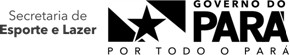 Secretaria de
Esporte e Lazer
GOVERNO DO
PARÁ
POR TODO O PARÁ